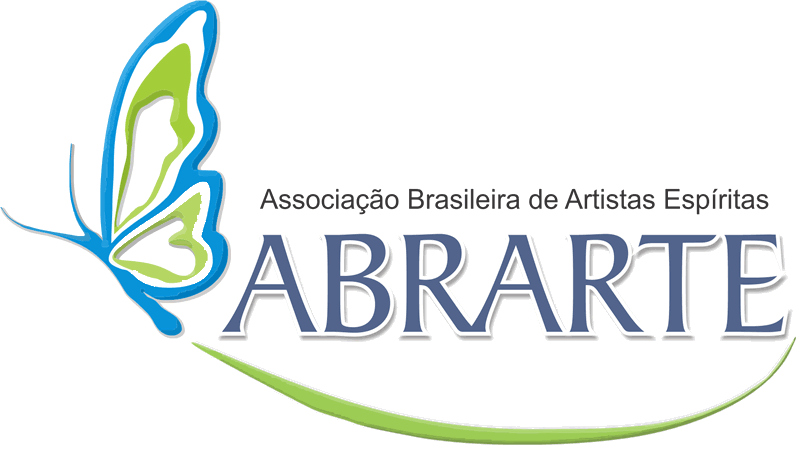 Associação Brasileira de Artistas Espíritas
ABRARTE